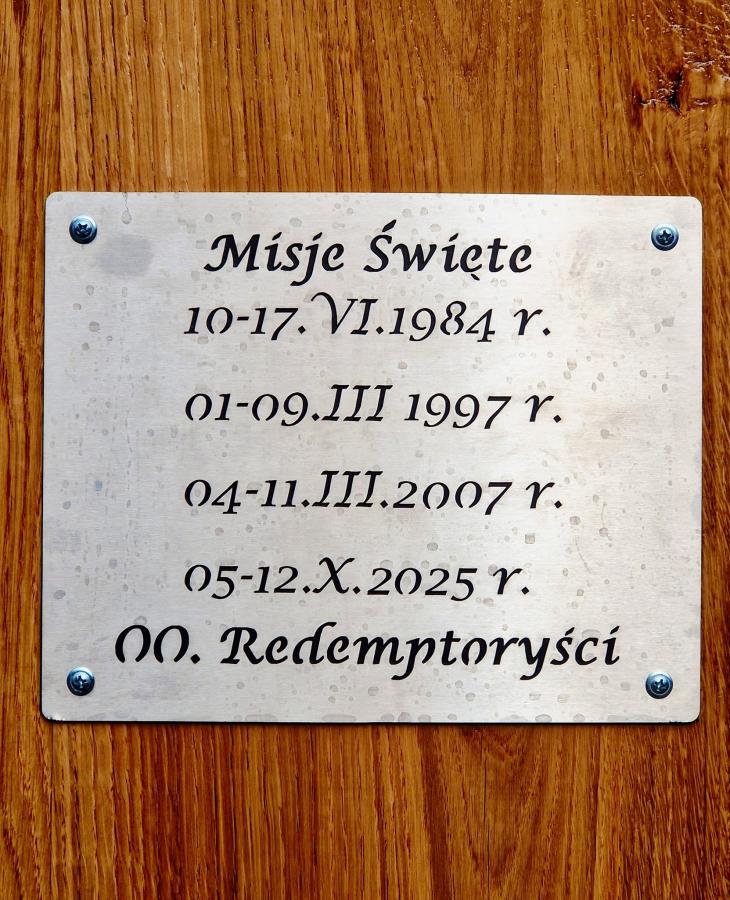 Misje Święte
10-17.VI.1984 r.
01-09.III 1997 r.
04-11.III.2007 r.
05-12.X.2025 r.
OO. Redemptoryści